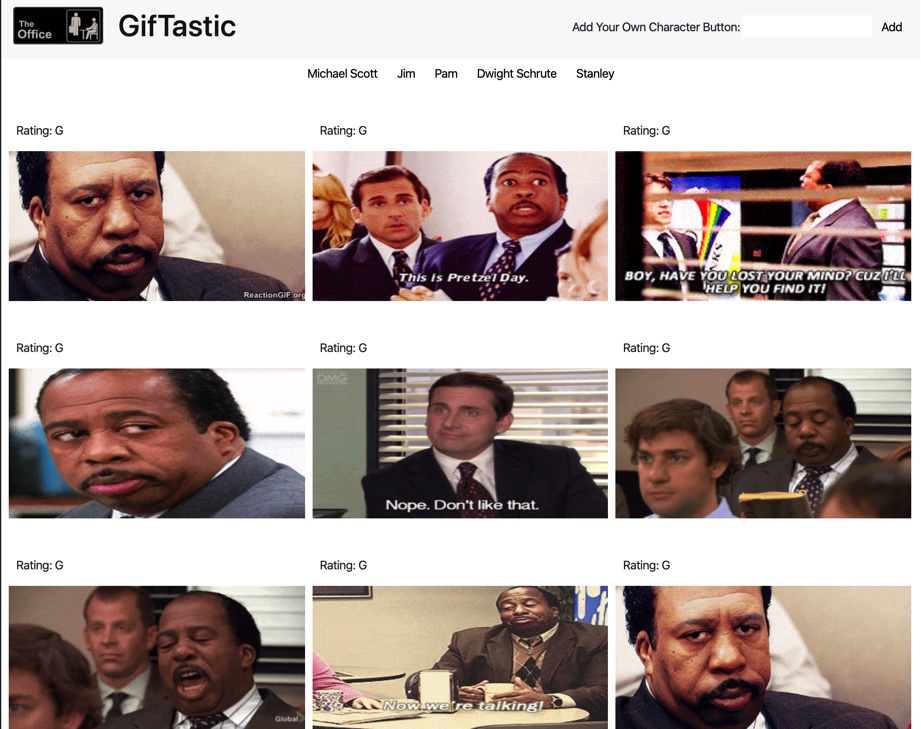 The
Office
GifTastic
Add Your Own Character Button:
Add
Michael Scott
Jim
Pam
Dwight Schrute
Stanley
Rating: G
Rating: G
Rating: G
ReactionGIF.org
This is Pretzel Day.
BOY, HAVE YOU LOST YOUR MIND? CUZ I'LL
HELP YOU FIND IT!
Rating: G
Rating: G
Rating: G
OMG
Nope. Don't like that.
Rating: G
Rating: G
Rating: G
Global
Now we're talking!